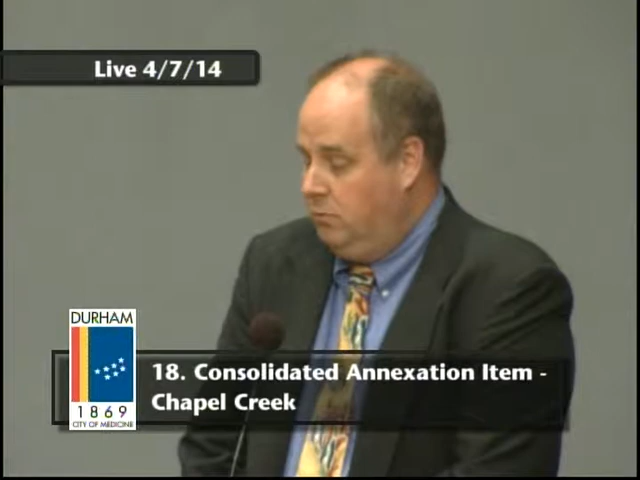 Live 4/7/14
DURHAM
1869
CITY OF MEDICINE
18. Consolidated Annexation Item -
Chapel Creek